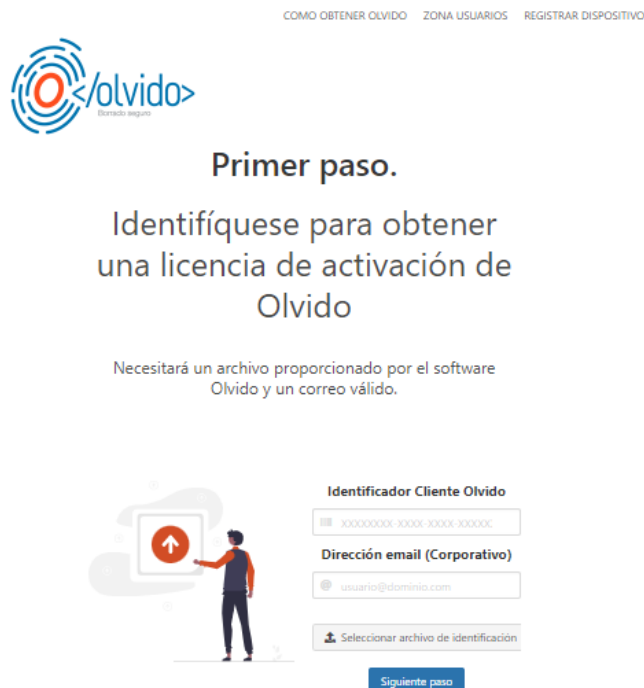 COMO OBTENER OLVIDO ZONA USUARIOS REGISTRAR DISPOSITIVO
</olvido>
Borrado seguro
Primer paso.
Identifíquese para obtener
una licencia de activación de
Olvido
Necesitará un archivo proporcionado por el software
Olvido y un correo válido.
Identificador Cliente Olvido
XXXXXXXX-XXXX-XXXX-XXXXX
Dirección email (Corporativo)
@ usuario@dominio.com
Seleccionar archivo de identificación
Siguiente paso